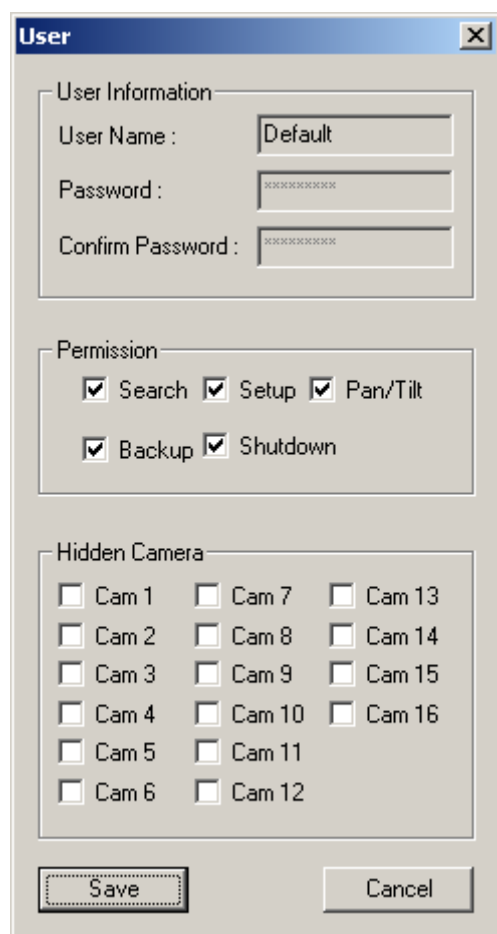 User
User Information
User Name : Default
Password : *********
Confirm Password : *********
Permission
Search Setup Pan/Tilt
Backup Shutdown
Hidden Camera
Cam 1 Cam 7 Cam 13
Cam 2 Cam 8 Cam 14
Cam 3 Cam 9 Cam 15
Cam 4 Cam 10 Cam 16
Cam 5 Cam 11
Cam 6 Cam 12
Save Cancel